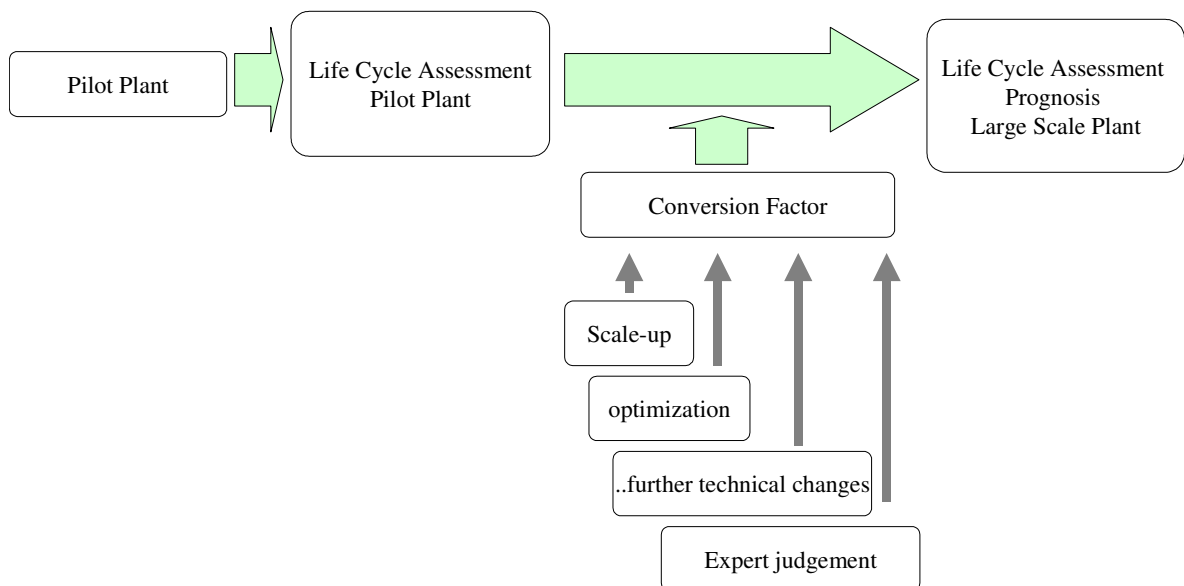 Pilot Plant
Life Cycle Assessment
Pilot Plant
Life Cycle Assessment
Prognosis
Large Scale Plant
Conversion Factor
Scale-up
optimization
..further technical changes
Expert judgement